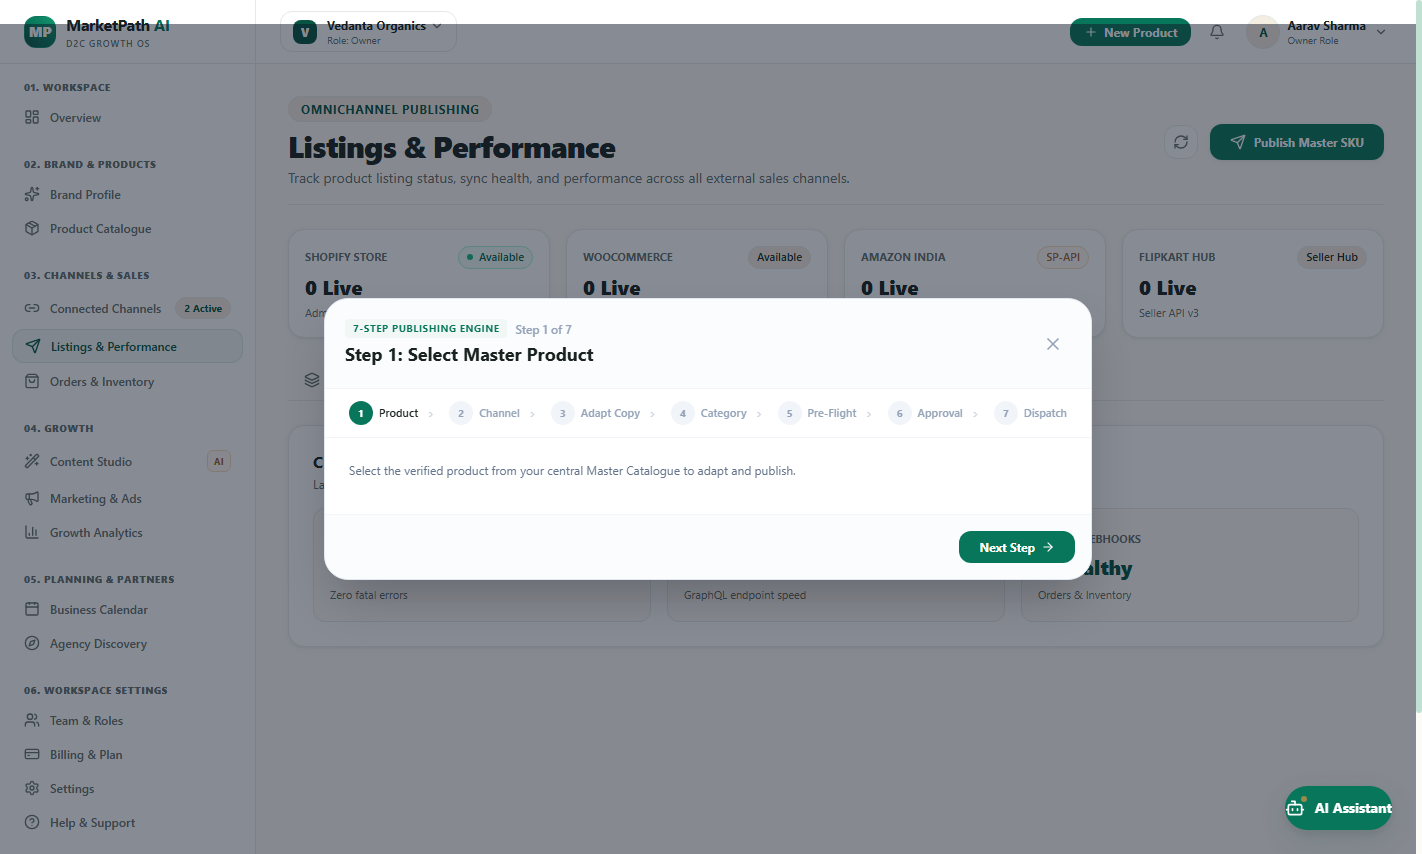 MP
MarketPath AI
D2C GROWTH OS
V
Vedanta Organics
Role: Owner
New Product
A
Aarav Sharma
Owner Role
01. WORKSPACE
Overview
02. BRAND & PRODUCTS
Brand Profile
Product Catalogue
03. CHANNELS & SALES
Connected Channels
2 Active
Listings & Performance
Orders & Inventory
04. GROWTH
Content Studio
AI
Marketing & Ads
Growth Analytics
05. PLANNING & PARTNERS
Business Calendar
Agency Discovery
06. WORKSPACE SETTINGS
Team & Roles
Billing & Plan
Settings
Help & Support
OMNICHANNEL PUBLISHING
Listings & Performance
Track product listing status, sync health, and performance across all external sales channels.
Publish Master SKU
SHOPIFY STORE
Available
0 Live
WOOCOMMERCE
Available
0 Live
AMAZON INDIA
SP-API
0 Live
FLIPKART HUB
Seller Hub
0 Live
Seller API v3
7-STEP PUBLISHING ENGINE
Step 1 of 7
Step 1: Select Master Product
1 Product
2 Channel
3 Adapt Copy
4 Category
5 Pre-Flight
6 Approval
7 Dispatch
Select the verified product from your central Master Catalogue to adapt and publish.
Next Step
Zero fatal errors
GraphQL endpoint speed
Orders & Inventory
AI Assistant